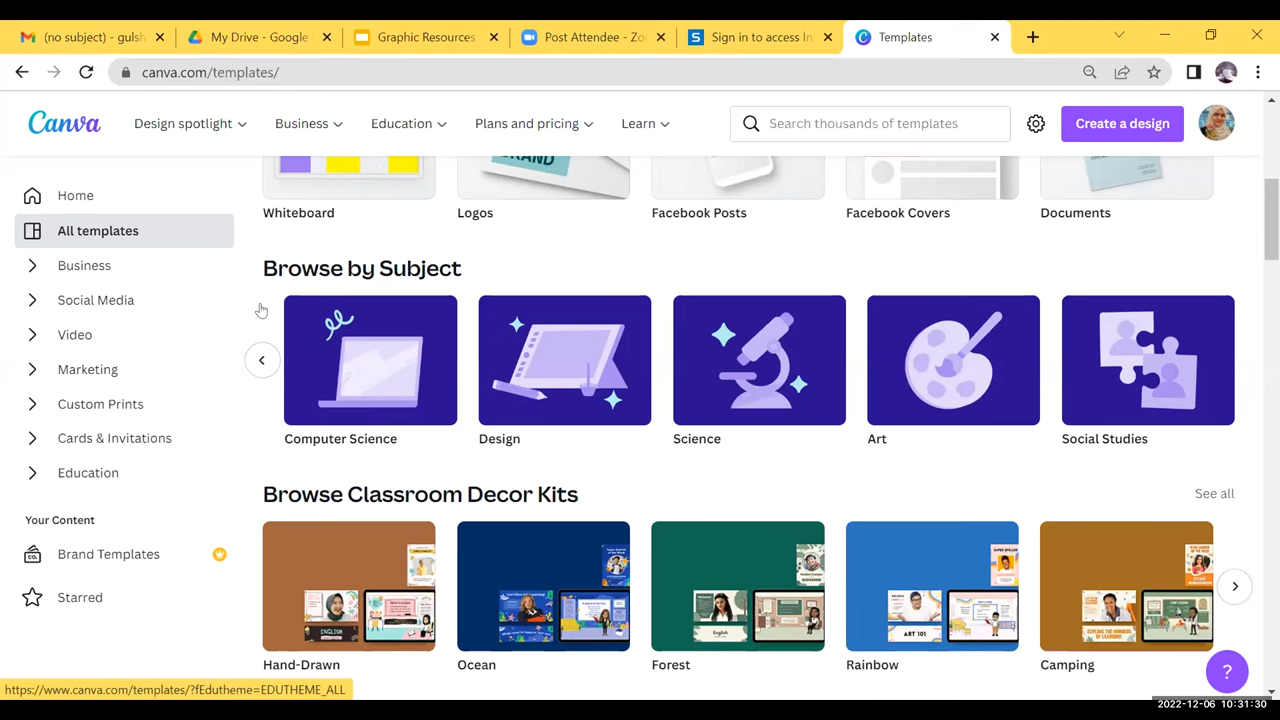 (no subject) - gulsh
My Drive - Google
Graphic Resources
Post Attendee - Zo
Sign in to access In
Templates
canva.com/templates/
Canva
Design spotlight
Business
Education
Plans and pricing
Learn
Search thousands of templates
Create a design
BRAND
Home
All templates
Business
Social Media
Video
Marketing
Custom Prints
Cards & Invitations
Education
Your Content
Brand Templates
Starred
Whiteboard
Logos
Facebook Posts
Facebook Covers
Documents
Browse by Subject
Computer Science
Design
Science
Art
Social Studies
Browse Classroom Decor Kits
See all
ENGLISH
English
ART 101
Hand-Drawn
Ocean
Forest
Rainbow
Camping
?
https://www.canva.com/templates/?fEdutheme=EDUTHEME_ALL
2022-12-06 10:31:30